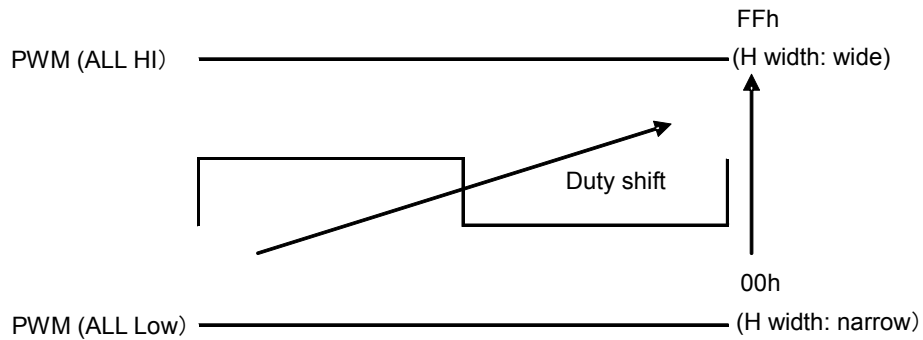 FFh
PWM (ALL HI）
(H width: wide)
Duty shift
00h
PWM (ALL Low）
(H width: narrow）